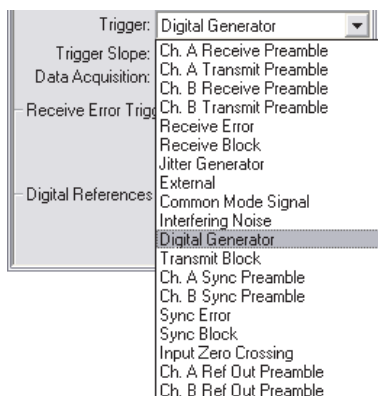 Trigger: Digital Generator
Trigger Slope: Ch. A Receive Preamble
Ch. A Transmit Preamble
Data Acquisition: Ch. B Receive Preamble
Ch. B Transmit Preamble
Receive Error Trigg
Receive Error
Receive Block
Jitter Generator
External
Digital References
Common Mode Signal
Interfering Noise
Digital Generator
Transmit Block
Ch. A Sync Preamble
Ch. B Sync Preamble
Sync Error
Sync Block
Input Zero Crossing
Ch. A Ref Out Preamble
Ch. B Ref Out Preamble